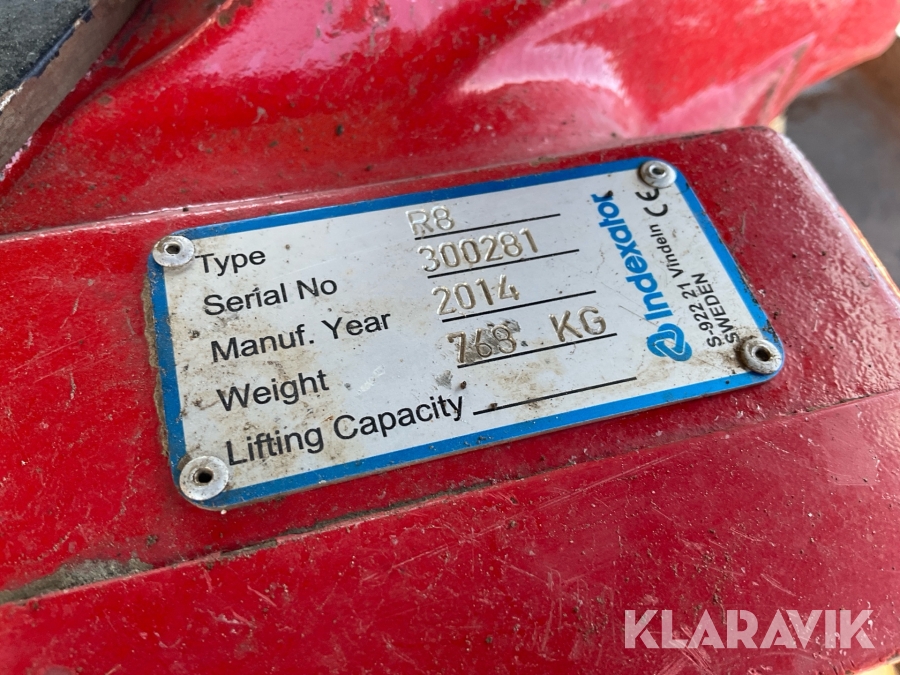 Type R8
Serial No 300281
Manuf. Year 2014
Weight 768. KG
Lifting Capacity
Indexator
S-922 21 Vindeln CE
SWEDEN
KLARAVIK